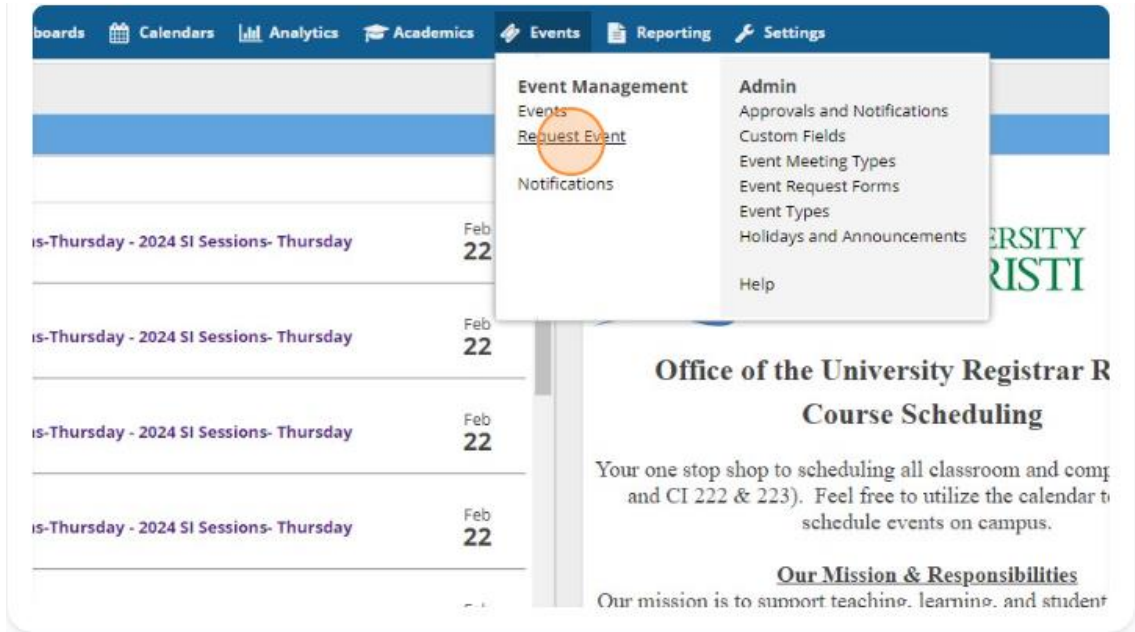 boards Calendars Analytics Academics Events Reporting Settings
Event Management
Events
Request Event
Notifications
Admin
Approvals and Notifications
Custom Fields
Event Meeting Types
Event Request Forms
Event Types
Holidays and Announcements
Help
ns-Thursday - 2024 SI Sessions- Thursday
Feb
22
ns-Thursday - 2024 SI Sessions- Thursday
Feb
22
ns-Thursday - 2024 SI Sessions- Thursday
Feb
22
ns-Thursday - 2024 SI Sessions- Thursday
Feb
22
ERSITY
RISTI
Office of the University Registrar R
Course Scheduling
Your one stop shop to scheduling all classroom and comp
and CI 222 & 223). Feel free to utilize the calendar t
schedule events on campus.
Our Mission & Responsibilities
Our mission is to support teaching, learning, and student